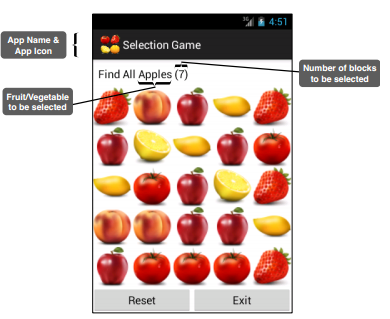 3G 4:51
App Name &
App Icon
Selection Game
Number of blocks
to be selected
Find All Apples (7)
Fruit/Vegetable
to be selected
Reset Exit